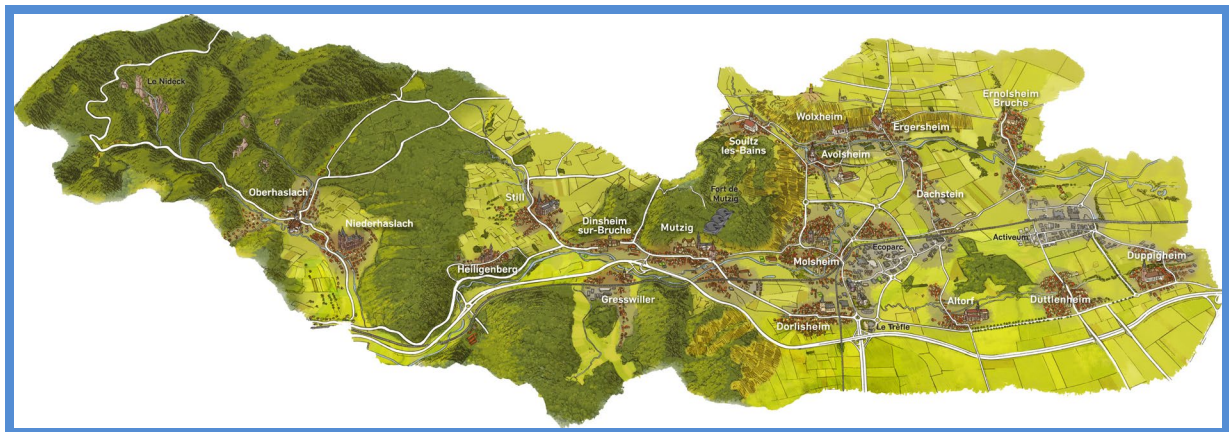 Le Nideck
Oberhaslach
Niederhaslach
Still
Heiligenberg
Dinsheim
sur-Bruche
Gresswiller
Mutzig
Fort de
Mutzig
Soultz
les-Bains
Wolxheim
Avolsheim
Ergersheim
Ernolsheim
Bruche
Dachstein
Molsheim
Ecoparc
Activeum
Dorlisheim
Le Trèfle
Altorf
Duttlenheim
Duppigheim